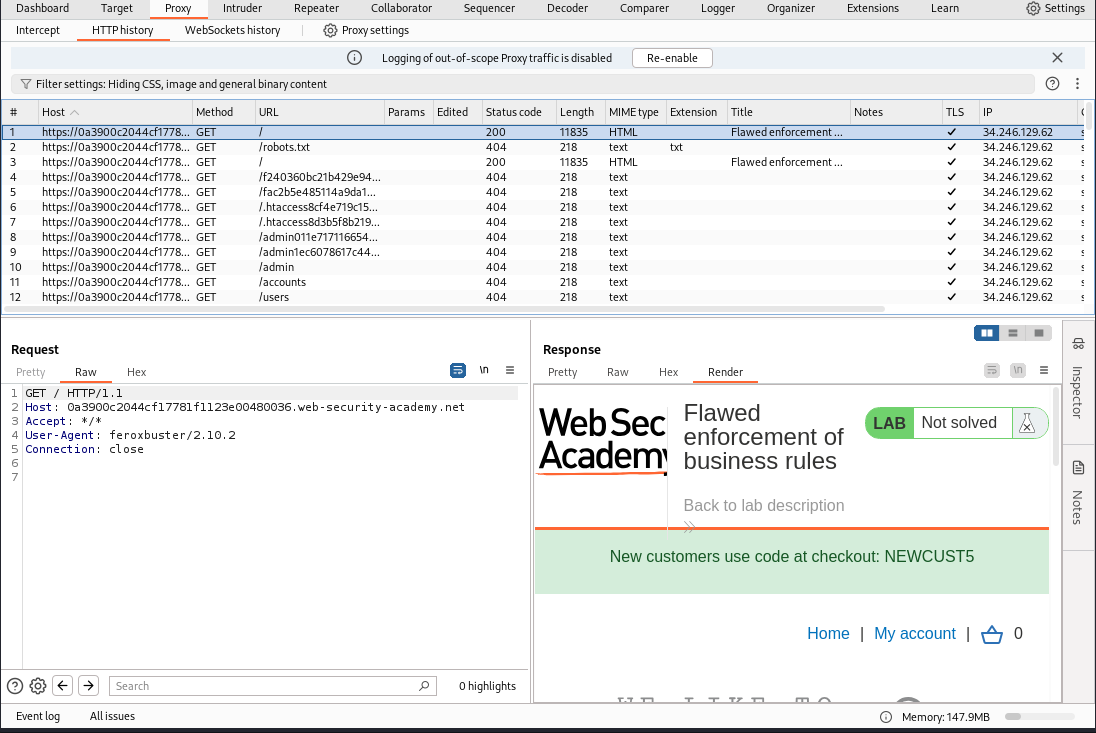 Dashboard Target Proxy Intruder Repeater Collaborator Sequencer Decoder Comparer Logger Organizer Extensions Learn Settings
Intercept HTTP history WebSockets history Proxy settings
Logging of out-of-scope Proxy traffic is disabled Re-enable
Filter settings: Hiding CSS, image and general binary content
# Host Method URL Params Edited Status code Length MIME type Extension Title Notes TLS IP
1 https://0a3900c2044cf1778... GET / 200 11835 HTML Flawed enforcement ... ✓ 34.246.129.62
2 https://0a3900c2044cf1778... GET /robots.txt 404 218 text txt ✓ 34.246.129.62
3 https://0a3900c2044cf1778... GET / 200 11835 HTML Flawed enforcement ... ✓ 34.246.129.62
4 https://0a3900c2044cf1778... GET /f240360bc21b429e94... 404 218 text ✓ 34.246.129.62
5 https://0a3900c2044cf1778... GET /fac2b5e485114a9da1... 404 218 text ✓ 34.246.129.62
6 https://0a3900c2044cf1778... GET /.htaccess8cf4e719c15... 404 218 text ✓ 34.246.129.62
7 https://0a3900c2044cf1778... GET /.htaccess8d3b5f8b219... 404 218 text ✓ 34.246.129.62
8 https://0a3900c2044cf1778... GET /admin011e717116654... 404 218 text ✓ 34.246.129.62
9 https://0a3900c2044cf1778... GET /admin1ec6078617c44... 404 218 text ✓ 34.246.129.62
10 https://0a3900c2044cf1778... GET /admin 404 218 text ✓ 34.246.129.62
11 https://0a3900c2044cf1778... GET /accounts 404 218 text ✓ 34.246.129.62
12 https://0a3900c2044cf1778... GET /users 404 218 text ✓ 34.246.129.62
Request
Pretty Raw Hex \n
1 GET / HTTP/1.1
2 Host: 0a3900c2044cf17781f1123e00480036.web-security-academy.net
3 Accept: */*
4 User-Agent: feroxbuster/2.10.2
5 Connection: close
6
7
Search 0 highlights
Response
Pretty Raw Hex Render \n
Web Sec
Academy
Flawed
enforcement of
business rules
LAB Not solved
Back to lab description
New customers use code at checkout: NEWCUST5
Home | My account | 0
WE LIKE TO
Inspector
Notes
Event log All issues Memory: 147.9MB